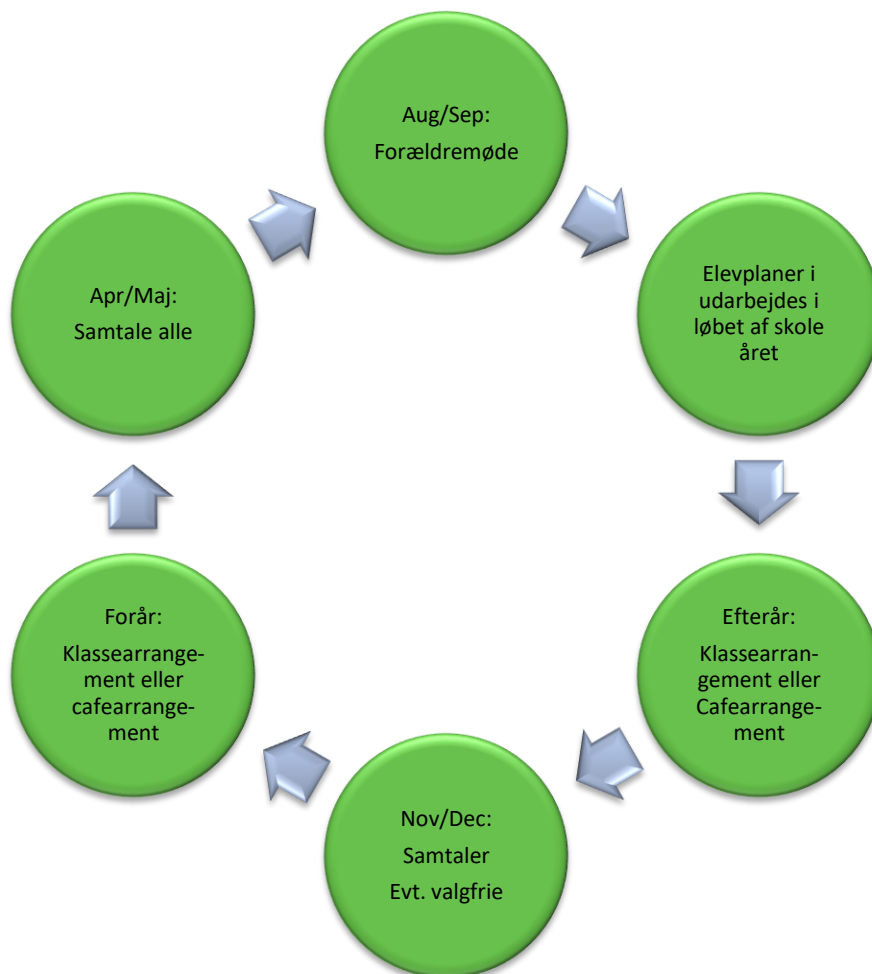 Aug/Sep:
Forældremøde
Elevplaner i
udarbejdes i
løbet af skole
året
Efterår:
Klassearran-
gement eller
Cafearrange-
ment
Nov/Dec:
Samtaler
Evt. valgfrie
Forår:
Klassearrange-
ment eller
cafearrange-
ment
Apr/Maj:
Samtale alle